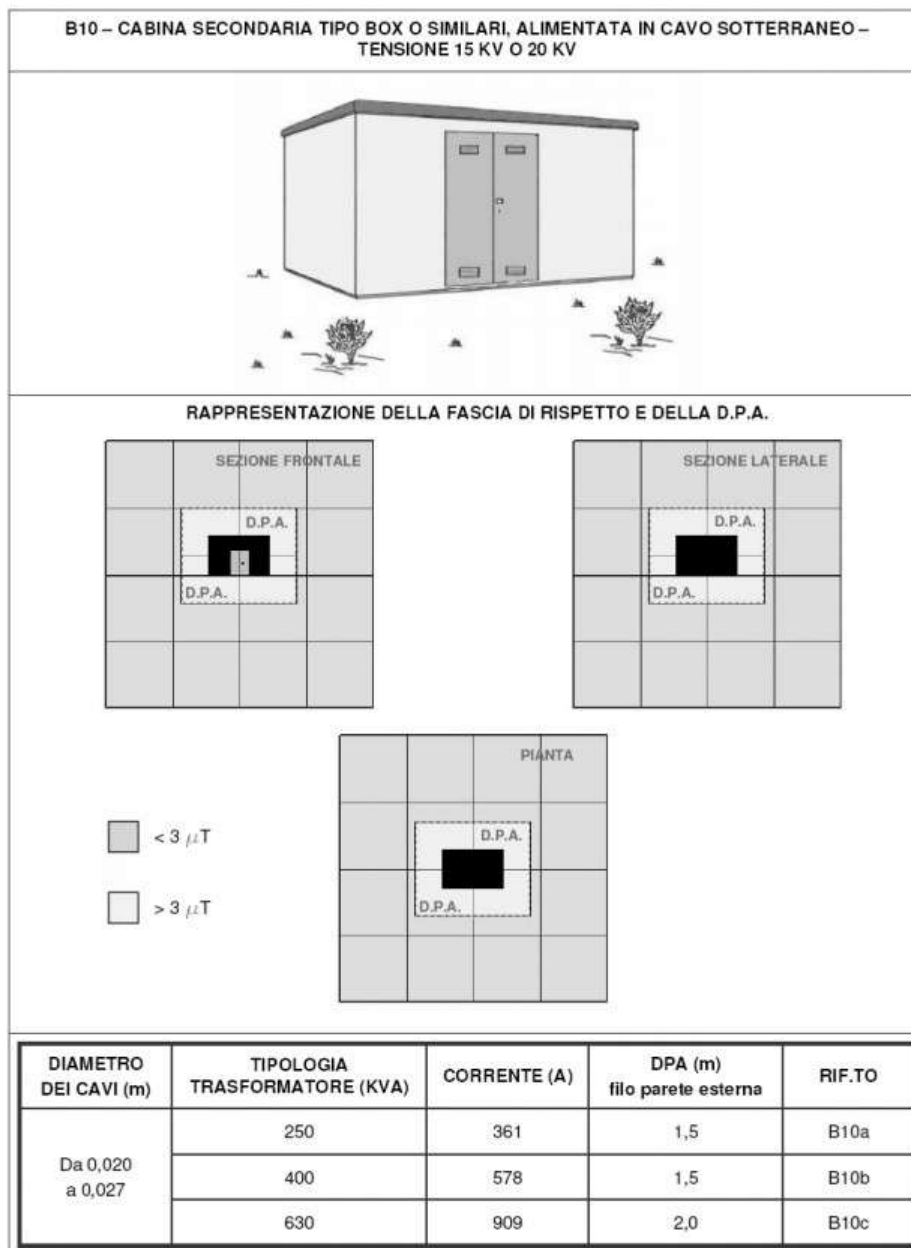 B10 – CABINA SECONDARIA TIPO BOX O SIMILARI, ALIMENTATA IN CAVO SOTTERRANEO –
TENSIONE 15 KV O 20 KV
RAPPRESENTAZIONE DELLA FASCIA DI RISPETTO E DELLA D.P.A.
SEZIONE FRONTALE
D.P.A.
D.P.A.
SEZIONE LATERALE
D.P.A.
D.P.A.
PIANTA
D.P.A.
D.P.A.
< 3 μT
> 3 μT
DIAMETRO
DEI CAVI (m)
TIPOLOGIA
TRASFORMATORE (KVA)
CORRENTE (A)
DPA (m)
filo parete esterna
RIF.TO
Da 0,020
a 0,027
250
361
1,5
B10a
400
578
1,5
B10b
630
909
2,0
B10c